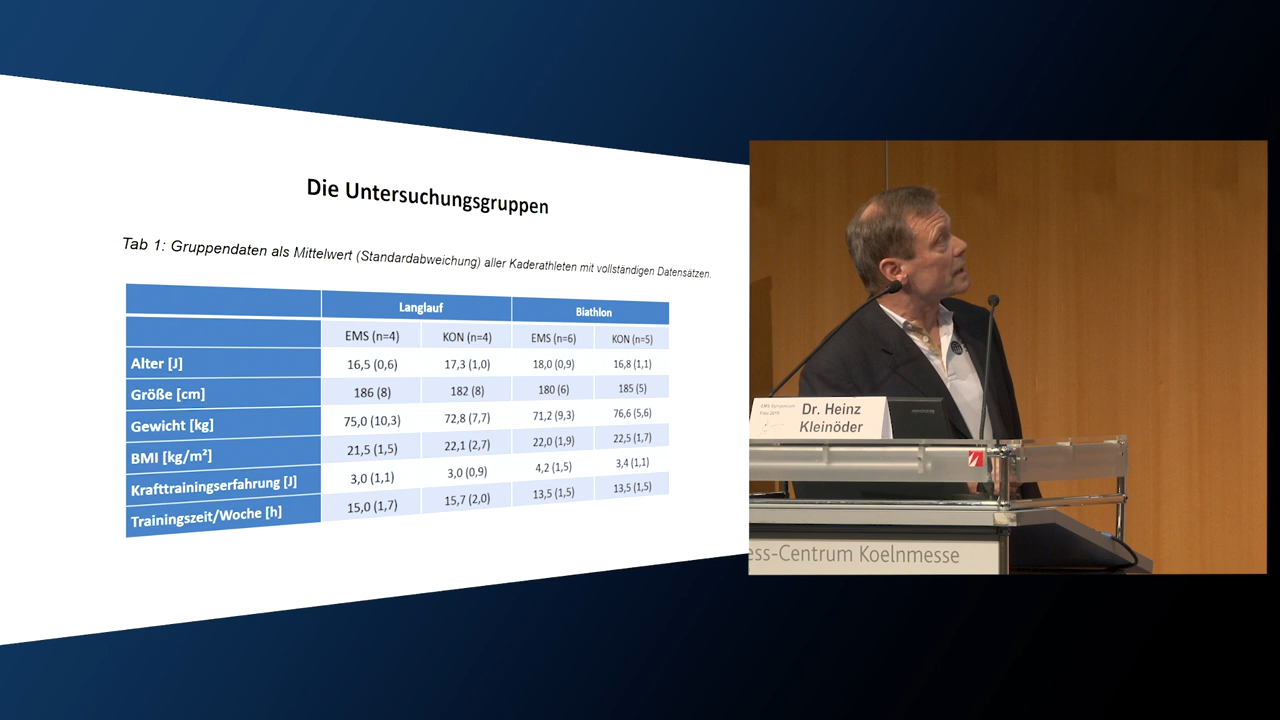 Die Untersuchungsgruppen
Tab 1: Gruppendaten als Mittelwert (Standardabweichung) aller Kaderathleten mit vollständigen Datensätzen.
Langlauf Biathlon
EMS (n=4) KON (n=4) EMS (n=6) KON (n=5)
Alter [J] 16,5 (0,6) 17,3 (1,0) 18,0 (0,9) 16,8 (1,1)
Größe [cm] 186 (8) 182 (8) 180 (6) 185 (5)
Gewicht [kg] 75,0 (10,3) 72,8 (7,7) 71,2 (9,3) 76,6 (5,6)
BMI [kg/m²] 21,5 (1,5) 22,1 (2,7) 22,0 (1,9) 22,5 (1,7)
Krafttrainingserfahrung [J] 3,0 (1,1) 3,0 (0,9) 4,2 (1,5) 3,4 (1,1)
Trainingszeit/Woche [h] 15,0 (1,7) 15,7 (2,0) 13,5 (1,5) 13,5 (1,5)
Dr. Heinz
Kleinöder
ess-Centrum Koelnmesse